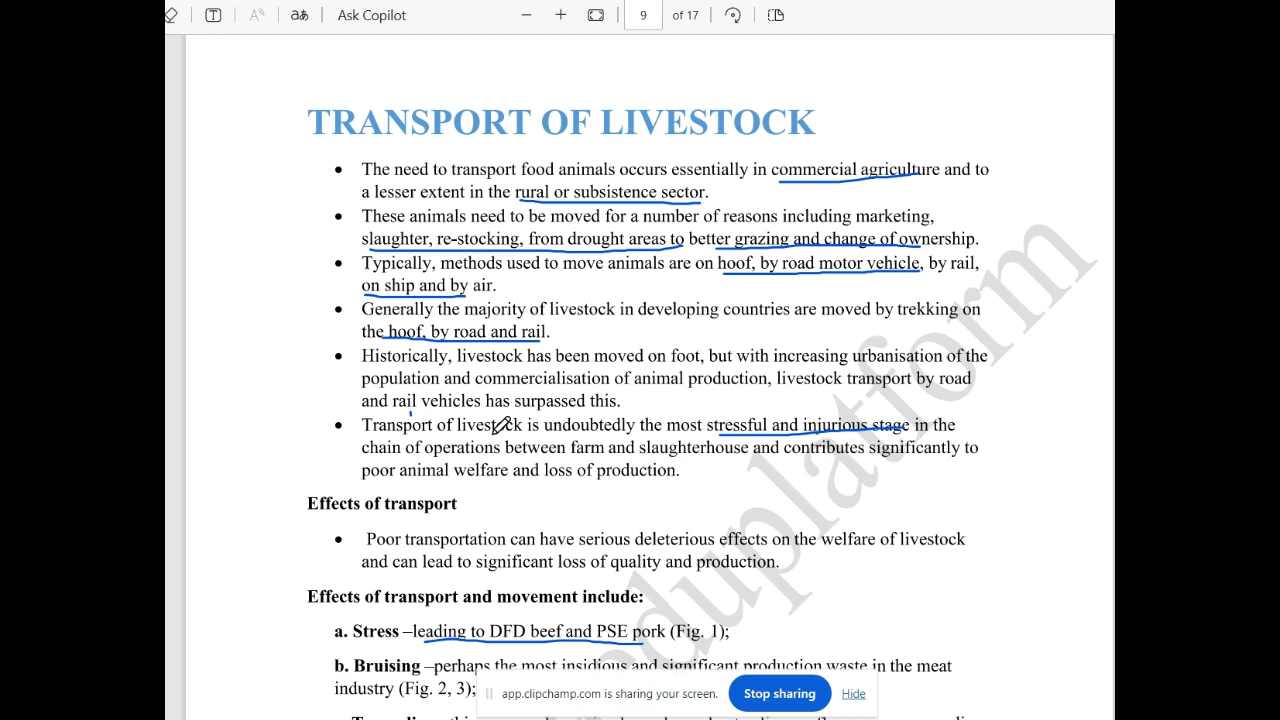 Ask Copilot
9 of 17
TRANSPORT OF LIVESTOCK
• The need to transport food animals occurs essentially in commercial agriculture and to
a lesser extent in the rural or subsistence sector.
• These animals need to be moved for a number of reasons including marketing,
slaughter, re-stocking, from drought areas to better grazing and change of ownership.
• Typically, methods used to move animals are on hoof, by road motor vehicle, by rail,
on ship and by air.
• Generally the majority of livestock in developing countries are moved by trekking on
the hoof, by road and rail.
• Historically, livestock has been moved on foot, but with increasing urbanisation of the
population and commercialisation of animal production, livestock transport by road
and rail vehicles has surpassed this.
• Transport of livestock is undoubtedly the most stressful and injurious stage in the
chain of operations between farm and slaughterhouse and contributes significantly to
poor animal welfare and loss of production.
Effects of transport
• Poor transportation can have serious deleterious effects on the welfare of livestock
and can lead to significant loss of quality and production.
Effects of transport and movement include:
a. Stress –leading to DFD beef and PSE pork (Fig. 1);
b. Bruising –perhaps the most insidious and significant production waste in the meat
industry (Fig. 2, 3);
eduplatform
app.clipchamp.com is sharing your screen.
Stop sharing
Hide